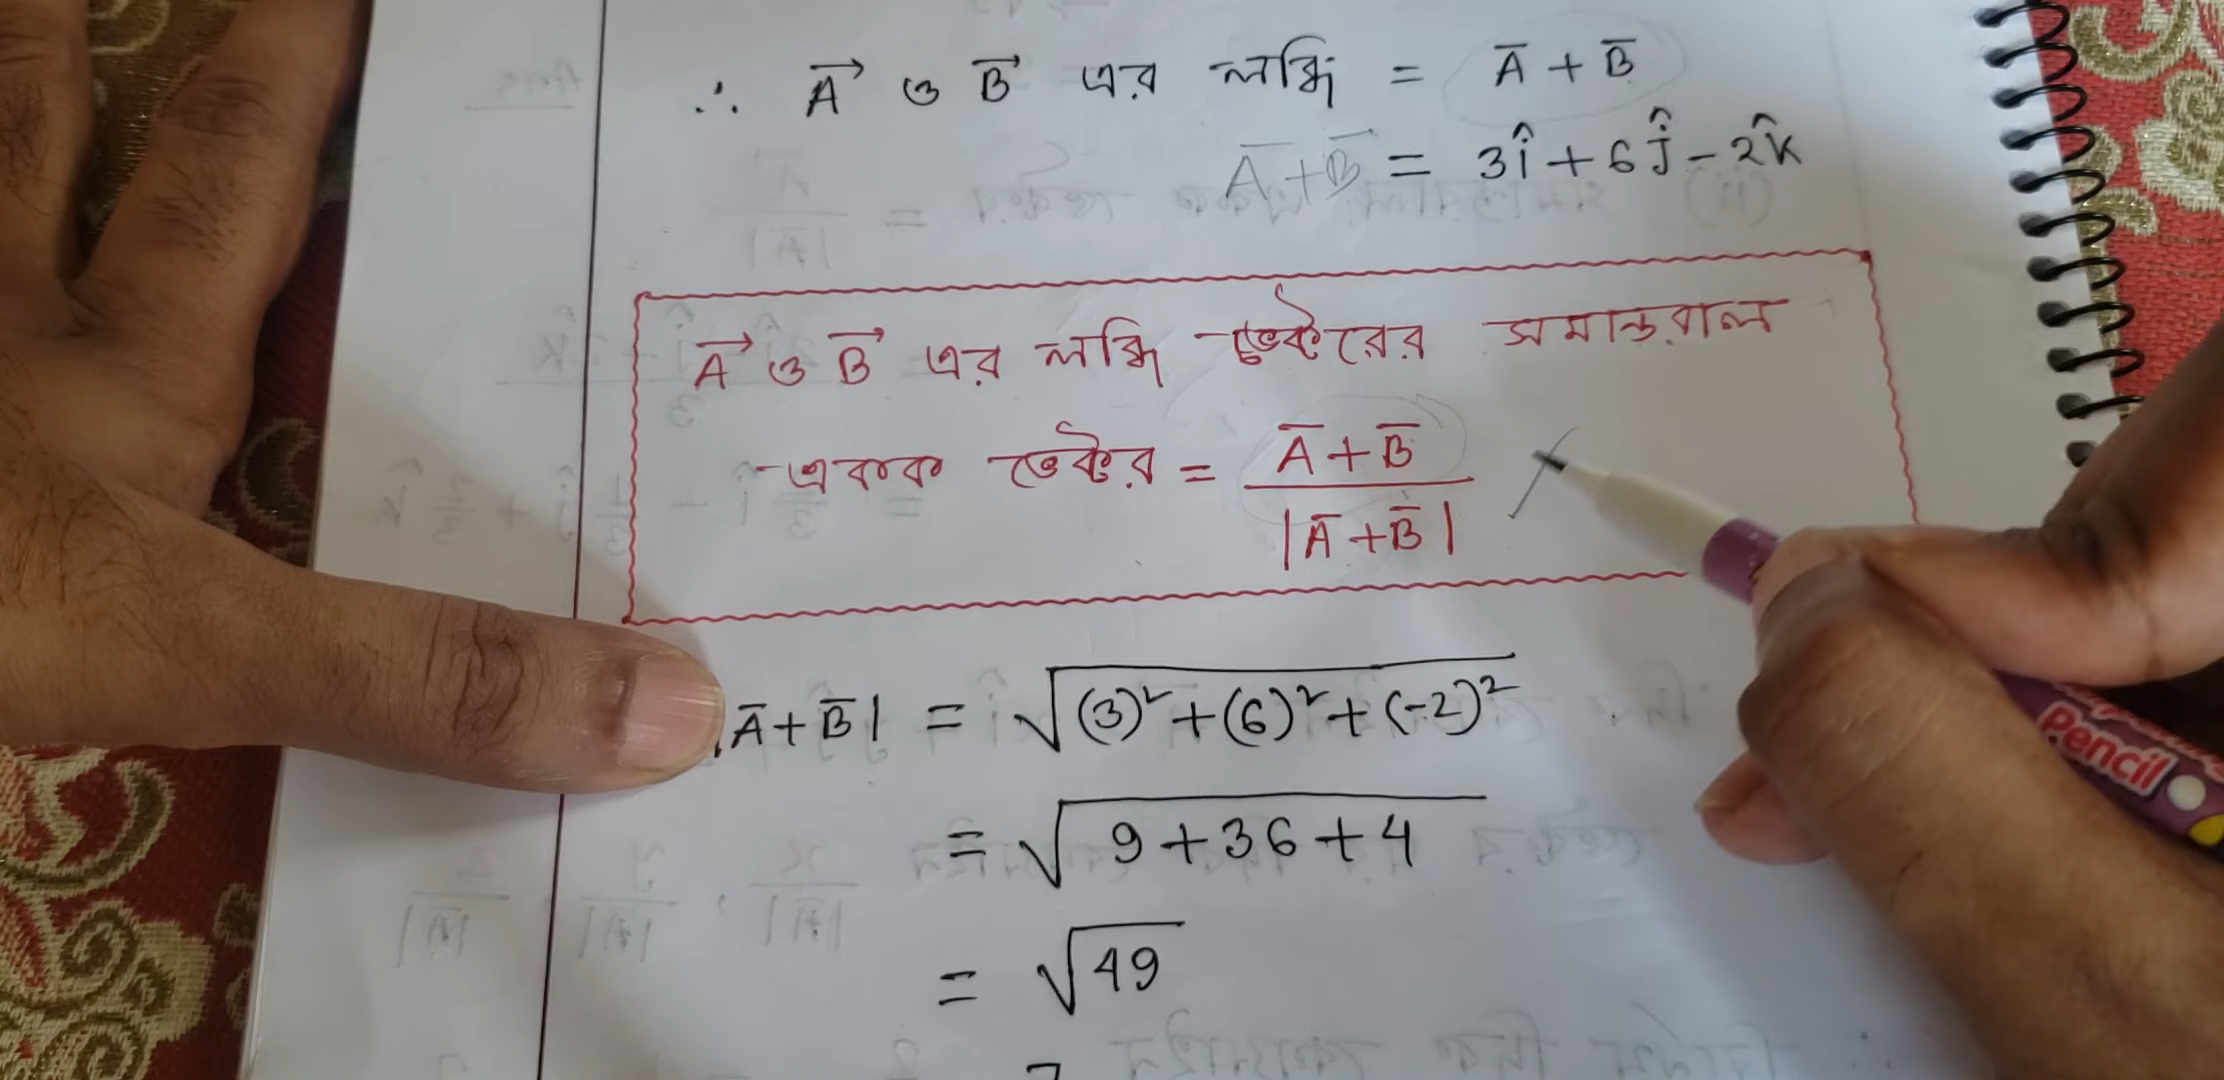 ∴ A⃗ ও B⃗ এর লব্ধি = A̅ + B̅
A̅ + B̅ = 3î + 6ĵ - 2k̂
A⃗ ও B⃗ এর লব্ধি ভেক্টরের সমান্তরাল
একক ভেক্টর = (A̅ + B̅) / |A̅ + B̅|
|A̅ + B̅| = √((3)² + (6)² + (-2)²)
= √(9 + 36 + 4)
= √49
Pencil